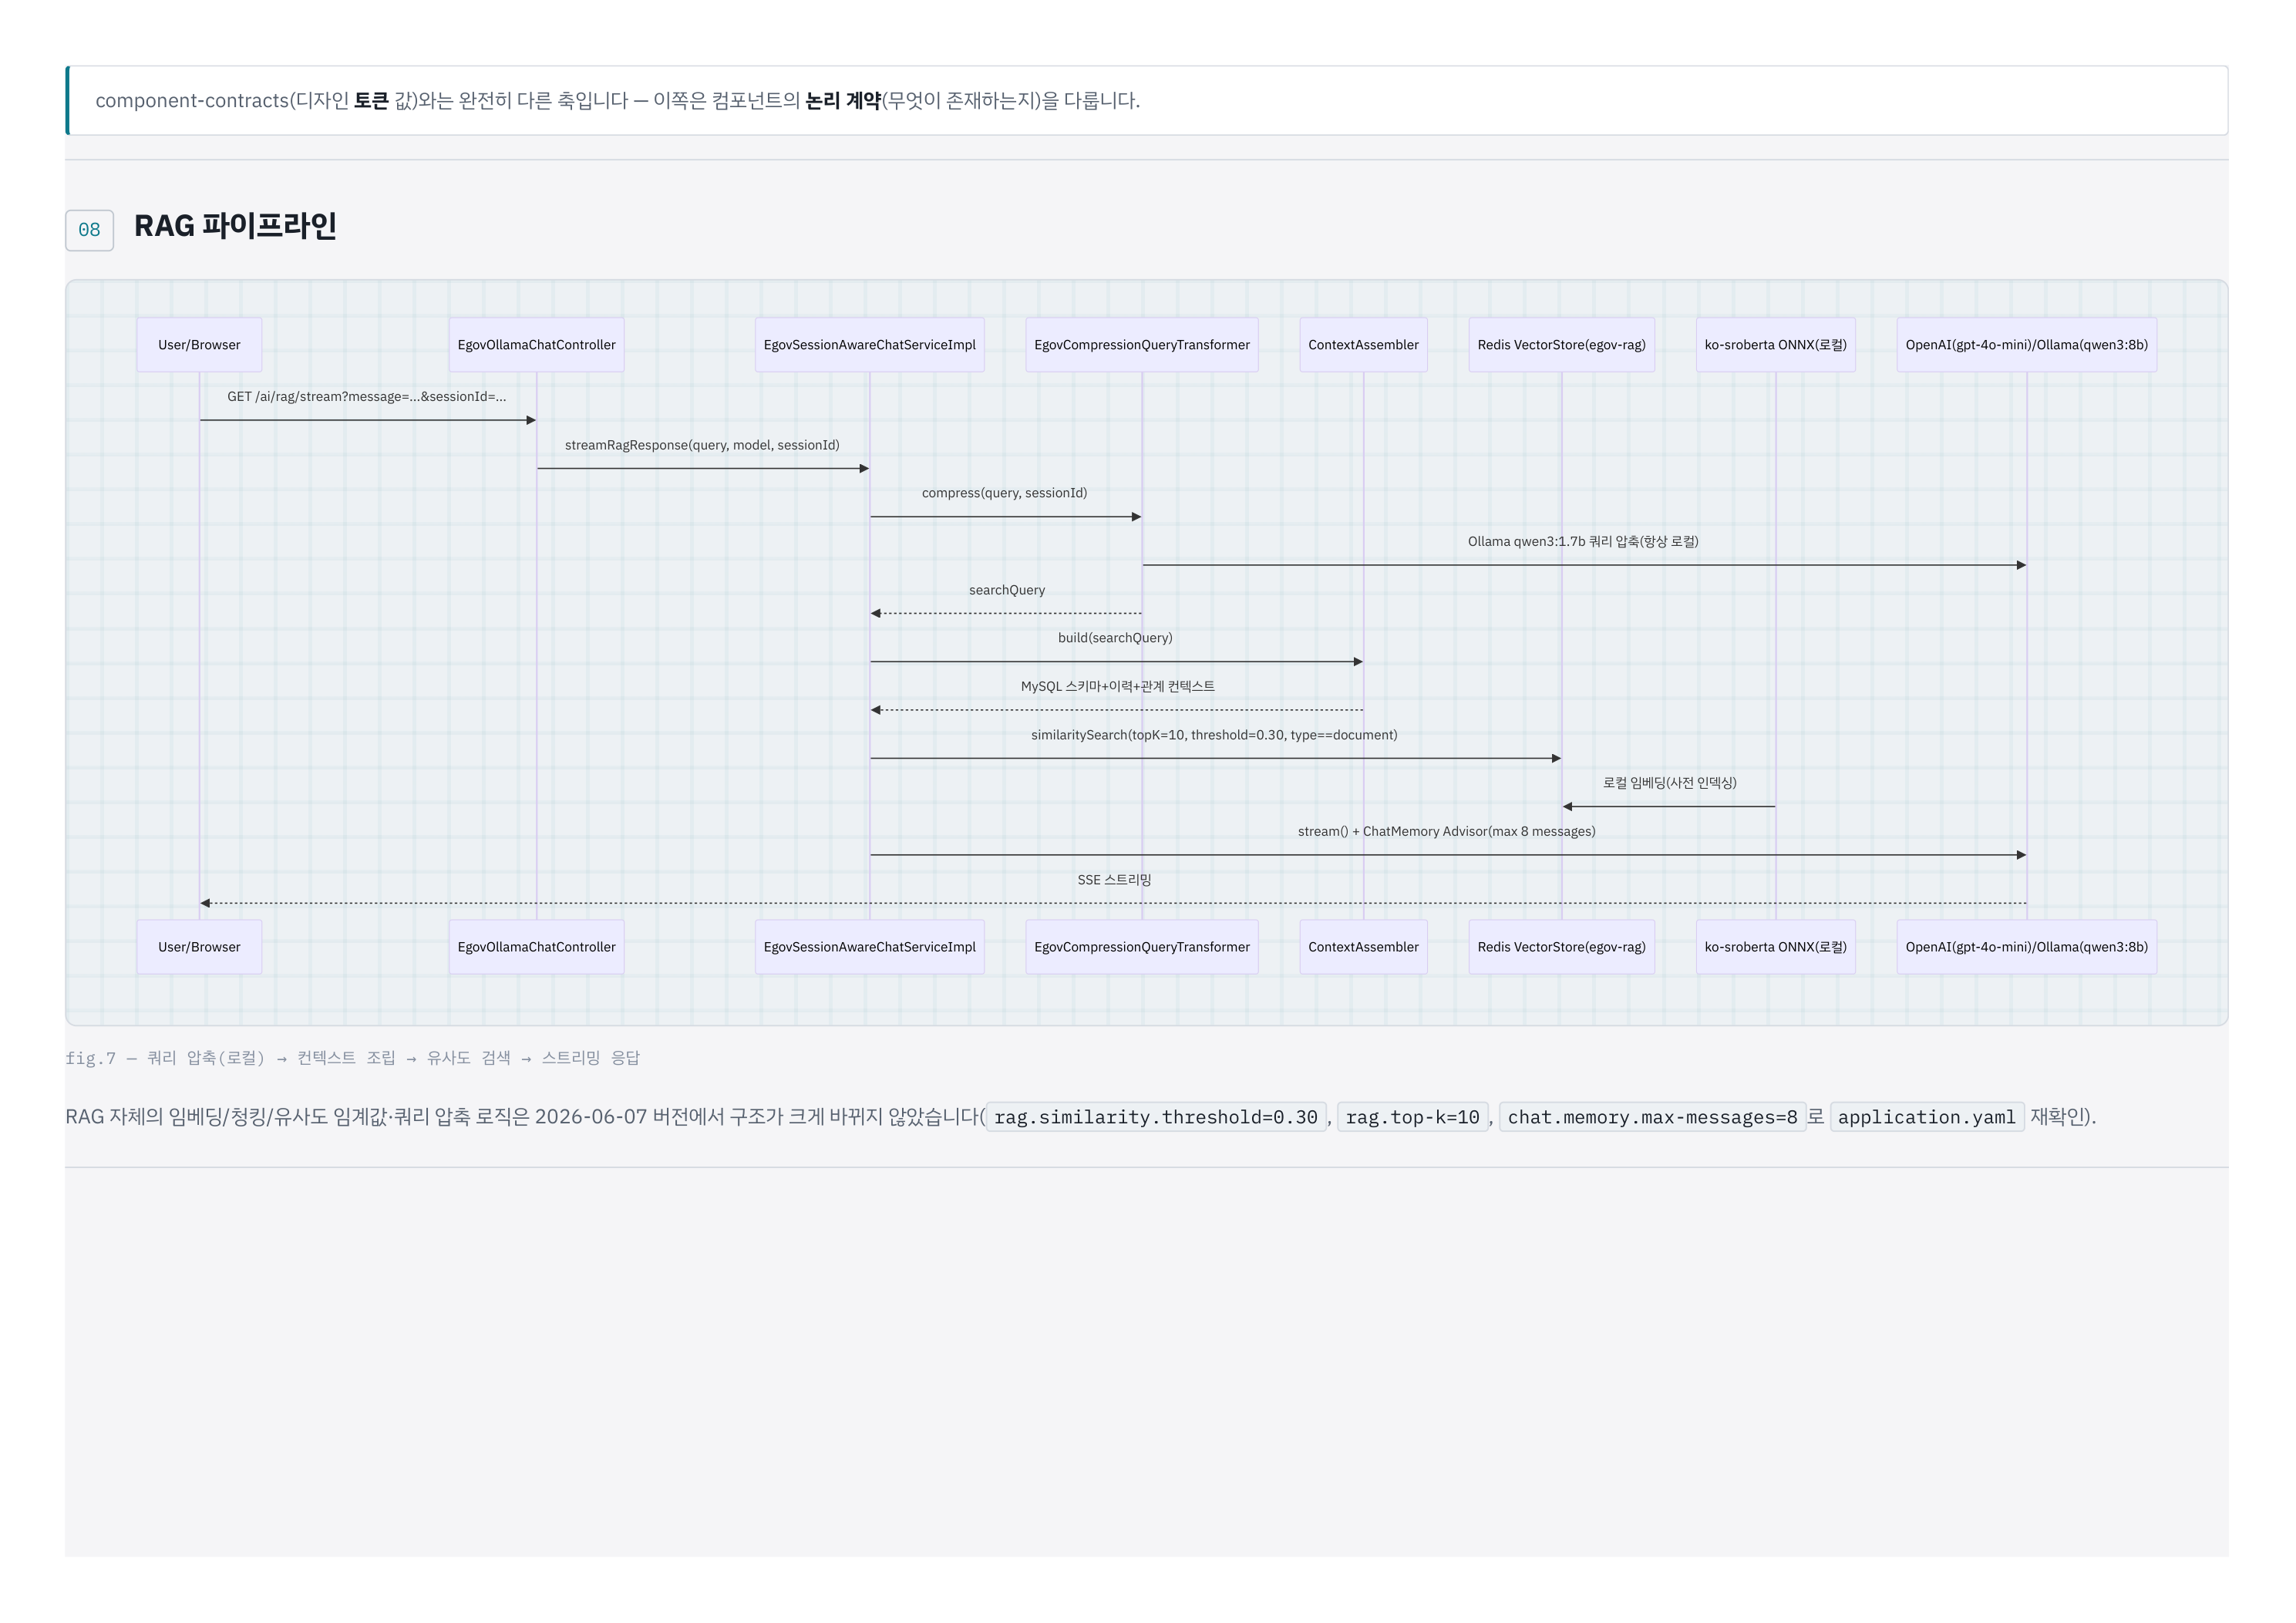 component-contracts(디자인 토큰 값)와는 완전히 다른 축입니다 — 이쪽은 컴포넌트의 논리 계약(무엇이 존재하는지)을 다룹니다.
08 RAG 파이프라인
User/Browser EgovOllamaChatController EgovSessionAwareChatServiceImpl EgovCompressionQueryTransformer ContextAssembler Redis VectorStore(egov-rag) ko-sroberta ONNX(로컬) OpenAI(gpt-4o-mini)/Ollama(qwen3:8b)
GET /ai/rag/stream?message=...&sessionId=...
streamRagResponse(query, model, sessionId)
compress(query, sessionId)
Ollama qwen3:1.7b 쿼리 압축(항상 로컬)
searchQuery
build(searchQuery)
MySQL 스키마+이력+관계 컨텍스트
similaritySearch(topK=10, threshold=0.30, type==document)
로컬 임베딩(사전 인덱싱)
stream() + ChatMemory Advisor(max 8 messages)
SSE 스트리밍
User/Browser EgovOllamaChatController EgovSessionAwareChatServiceImpl EgovCompressionQueryTransformer ContextAssembler Redis VectorStore(egov-rag) ko-sroberta ONNX(로컬) OpenAI(gpt-4o-mini)/Ollama(qwen3:8b)
fig.7 — 쿼리 압축(로컬) → 컨텍스트 조립 → 유사도 검색 → 스트리밍 응답
RAG 자체의 임베딩/청킹/유사도 임계값·쿼리 압축 로직은 2026-06-07 버전에서 구조가 크게 바뀌지 않았습니다( rag.similarity.threshold=0.30 , rag.top-k=10 , chat.memory.max-messages=8 로 application.yaml 재확인).